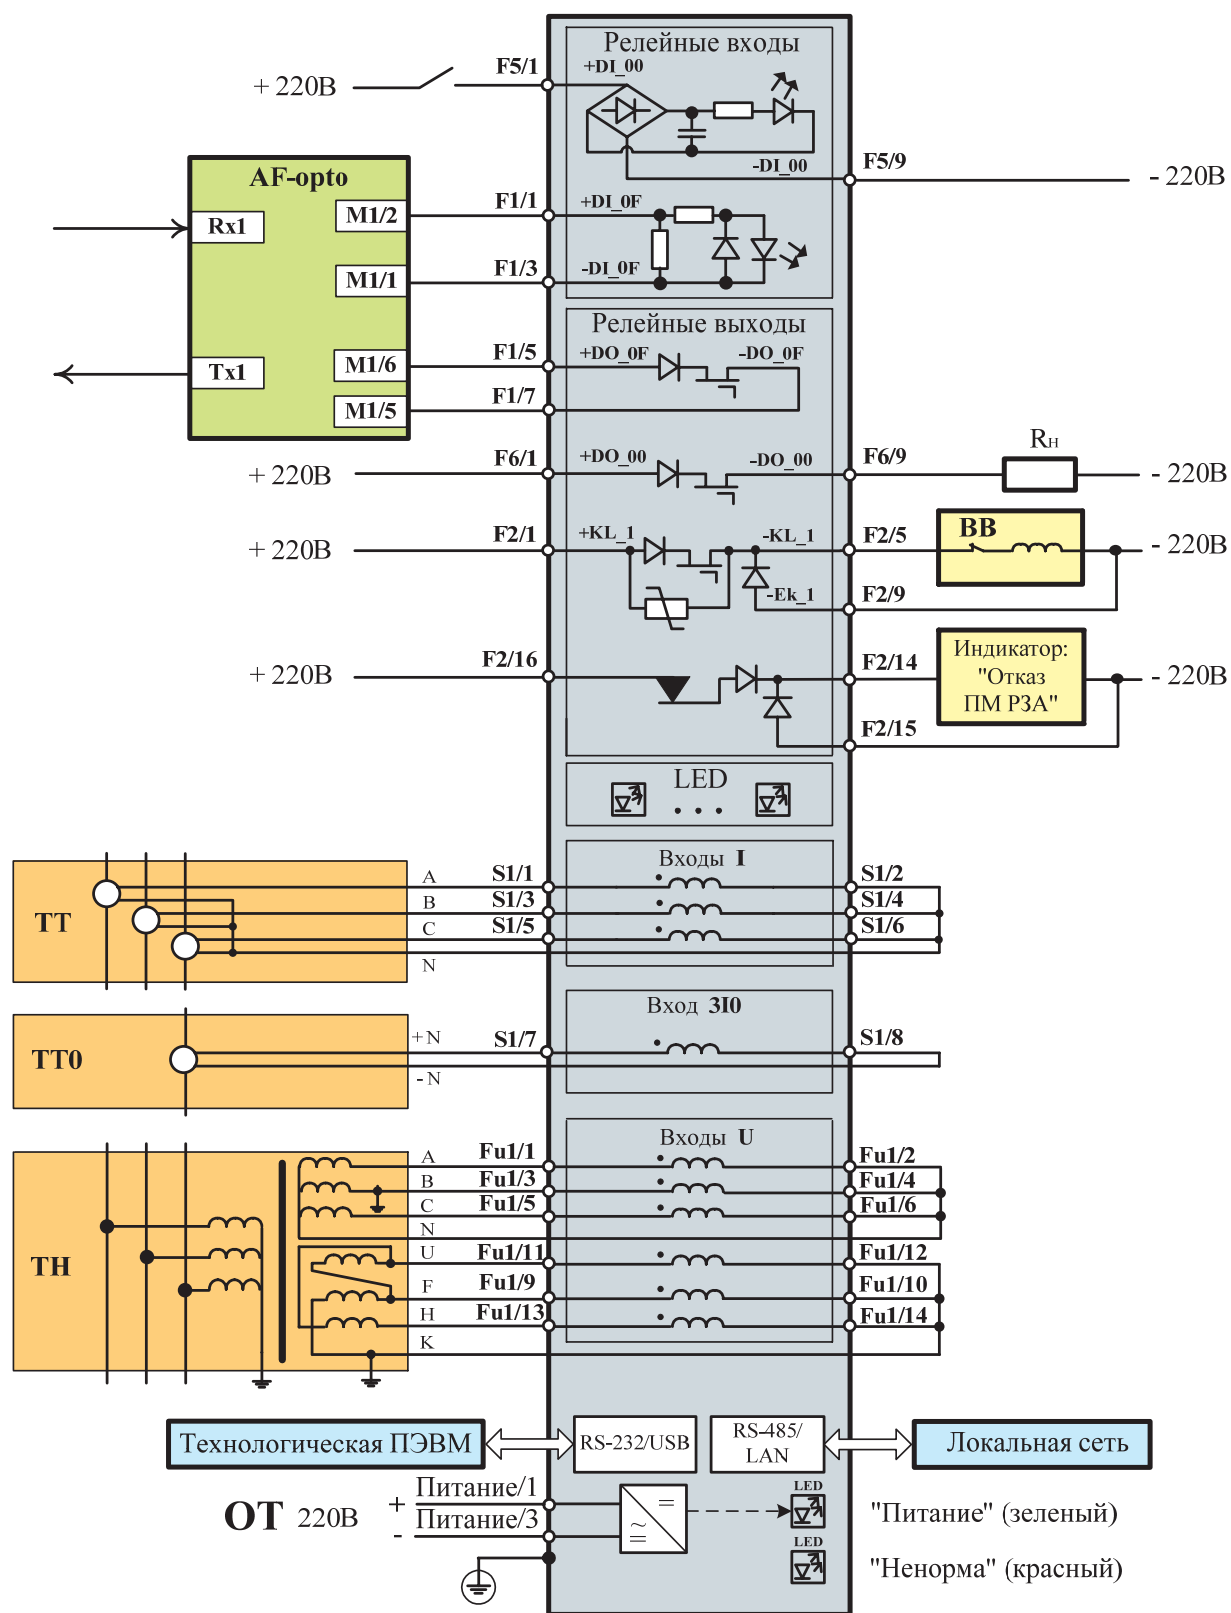 Релейные входы
F5/1
+DI_00
+ 220В
-DI_00
F5/9
- 220В
AF-opto
Rx1
M1/2
F1/1
+DI_0F
M1/1
F1/3
-DI_0F
Релейные выходы
Tx1
M1/6
F1/5
+DO_0F
-DO_0F
M1/5
F1/7
+ 220В
F6/1
+DO_00
-DO_00
F6/9
Rн
- 220В
+ 220В
F2/1
+KL_1
-KL_1
F2/5
ВВ
- 220В
-Ek_1
F2/9
+ 220В
F2/16
F2/14
Индикатор:
"Отказ
ПМ РЗА"
- 220В
F2/15
LED
. . .
Входы I
ТТ
A
S1/1
S1/2
B
S1/3
S1/4
C
S1/5
S1/6
N
Вход 3I0
ТТ0
+N
S1/7
S1/8
-N
Входы U
ТН
A
Fu1/1
Fu1/2
B
Fu1/3
Fu1/4
C
Fu1/5
Fu1/6
N
U
Fu1/11
Fu1/12
F
Fu1/9
Fu1/10
H
Fu1/13
Fu1/14
K
Технологическая ПЭВМ
RS-232/USB
RS-485/
LAN
Локальная сеть
ОТ 220В
+ Питание/1
- Питание/3
=
~
=
LED
"Питание" (зеленый)
LED
"Ненорма" (красный)